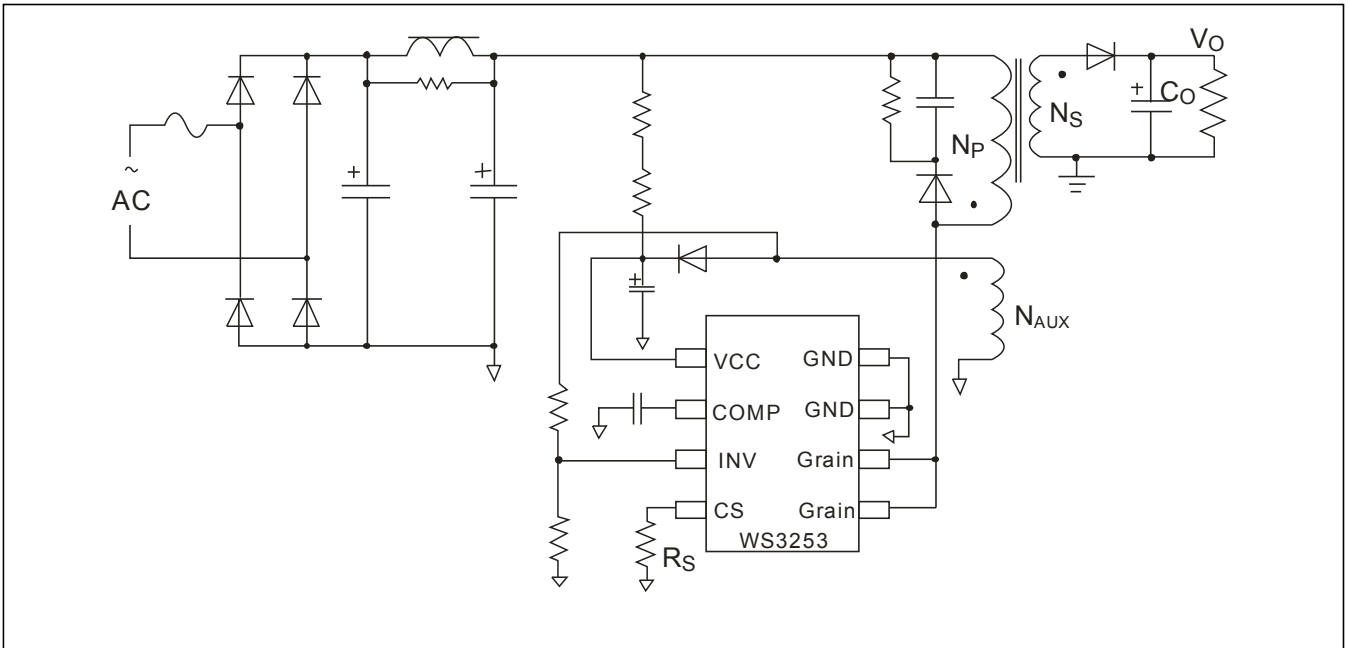 VO
CO
NS
NP
~
AC
+
+
+
+
NAUX
VCC
GND
COMP
GND
INV
Grain
CS
Grain
WS3253
RS